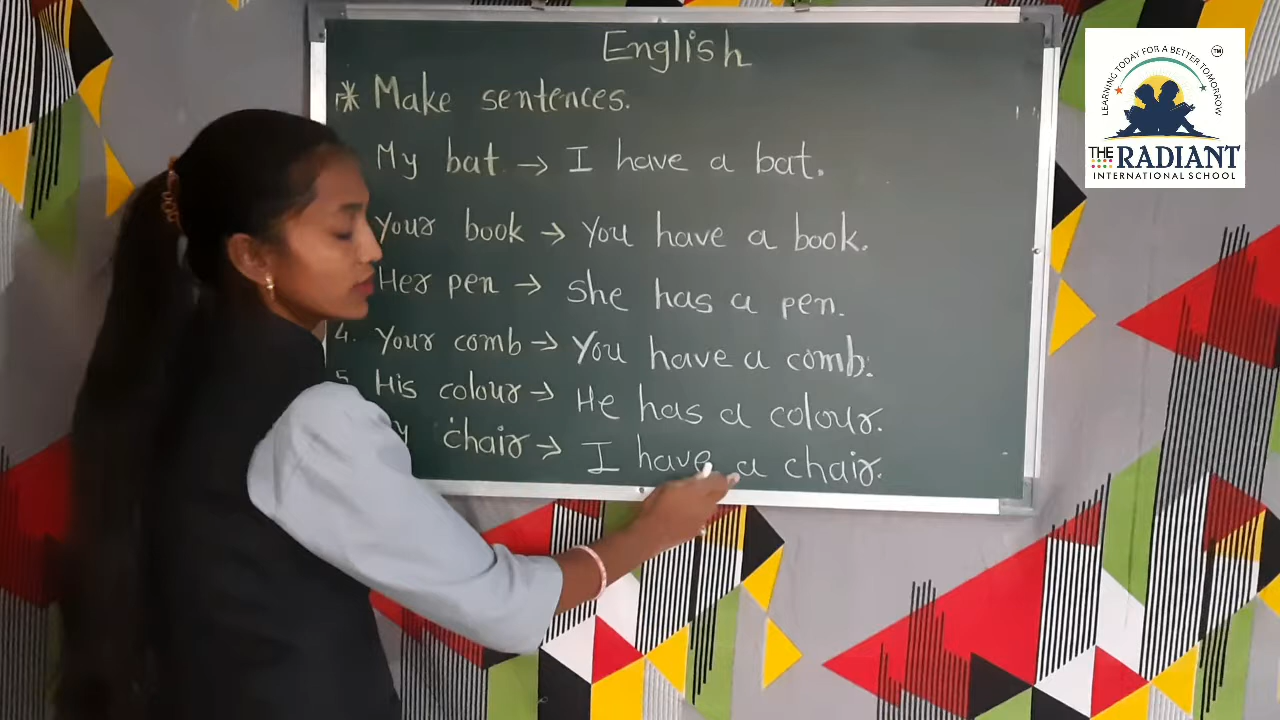 English
* Make sentences.
My bat → I have a bat.
Your book → You have a book.
Her pen → She has a pen.
4. Your comb → You have a comb.
5. His colour → He has a colour.
chair → I have a chair.
LEARNING TODAY FOR A BETTER TOMORROW
TM
THE RADIANT
INTERNATIONAL SCHOOL